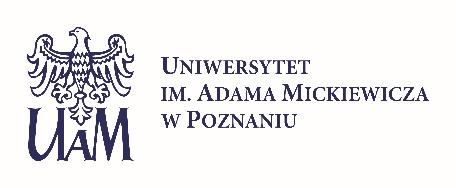 UNIWERSYTET
IM. ADAMA MICKIEWICZA
W POZNANIU
UAM